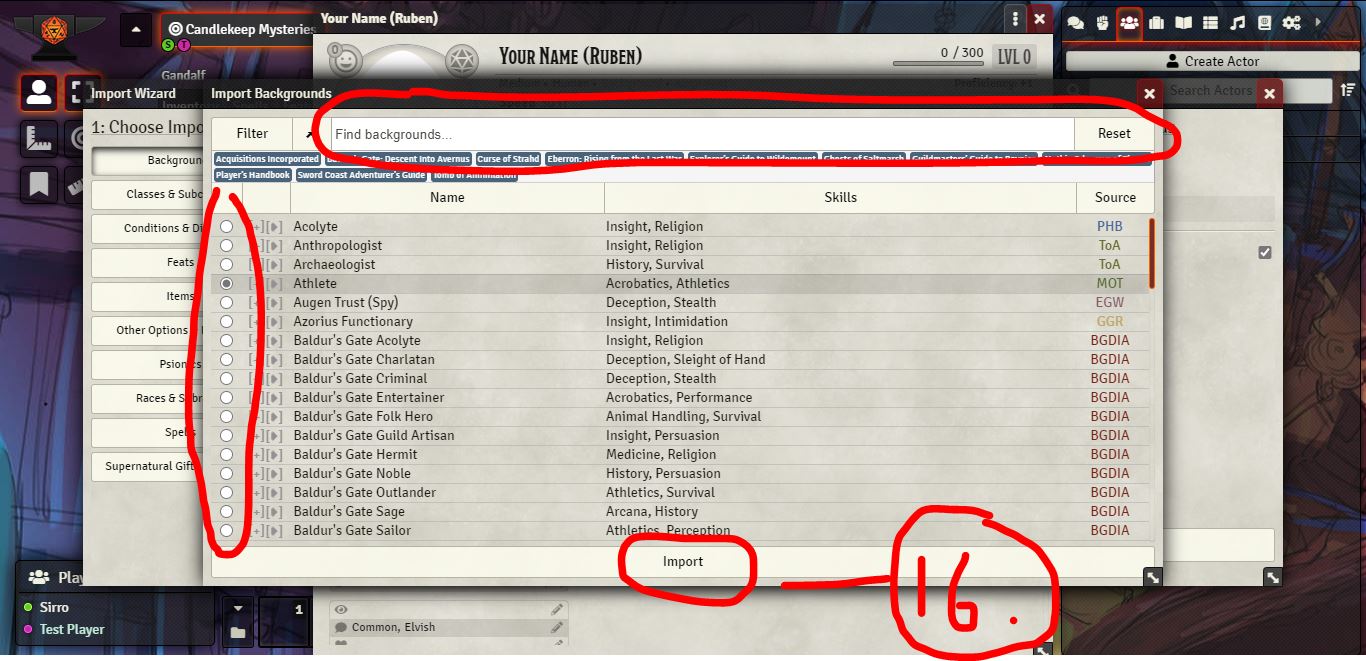 Your Name (Ruben)
Candlekeep Mysteries
S T
Gandalf
YOUR NAME (RUBEN)
0 / 300
LVL 0
0
Create Actor
Search Actors
Import Wizard
Import Backgrounds
1: Choose Impo
Filter
Find backgrounds...
Reset
Acquisitions Incorporated
Gate: Descent Into Avernus
Curse of Strahd
Eberron: Rising from the Last War
Explorer's Guide to Wildemount
Ghosts of Saltmarsh
Guildmasters' Guide to
Player's Handbook
Sword Coast Adventurer's Guide
Tomb of Annihilation
Name
Skills
Source
Acolyte Insight, Religion PHB
Anthropologist Insight, Religion ToA
Archaeologist History, Survival ToA
Athlete Acrobatics, Athletics MOT
Augen Trust (Spy) Deception, Stealth EGW
Azorius Functionary Insight, Intimidation GGR
Baldur's Gate Acolyte Insight, Religion BGDIA
Baldur's Gate Charlatan Deception, Sleight of Hand BGDIA
Baldur's Gate Criminal Deception, Stealth BGDIA
Baldur's Gate Entertainer Acrobatics, Performance BGDIA
Baldur's Gate Folk Hero Animal Handling, Survival BGDIA
Baldur's Gate Guild Artisan Insight, Persuasion BGDIA
Baldur's Gate Hermit Medicine, Religion BGDIA
Baldur's Gate Noble History, Persuasion BGDIA
Baldur's Gate Outlander Athletics, Survival BGDIA
Baldur's Gate Sage Arcana, History BGDIA
Baldur's Gate Sailor Athletics, Perception BGDIA
Import
16.
Backgroun
Classes & Subc
Conditions & Di
Feats
Items
Other Options &
Psionics
Races & Subr
Spells
Supernatural Gift
Play
Sirro
Test Player
1
Common, Elvish